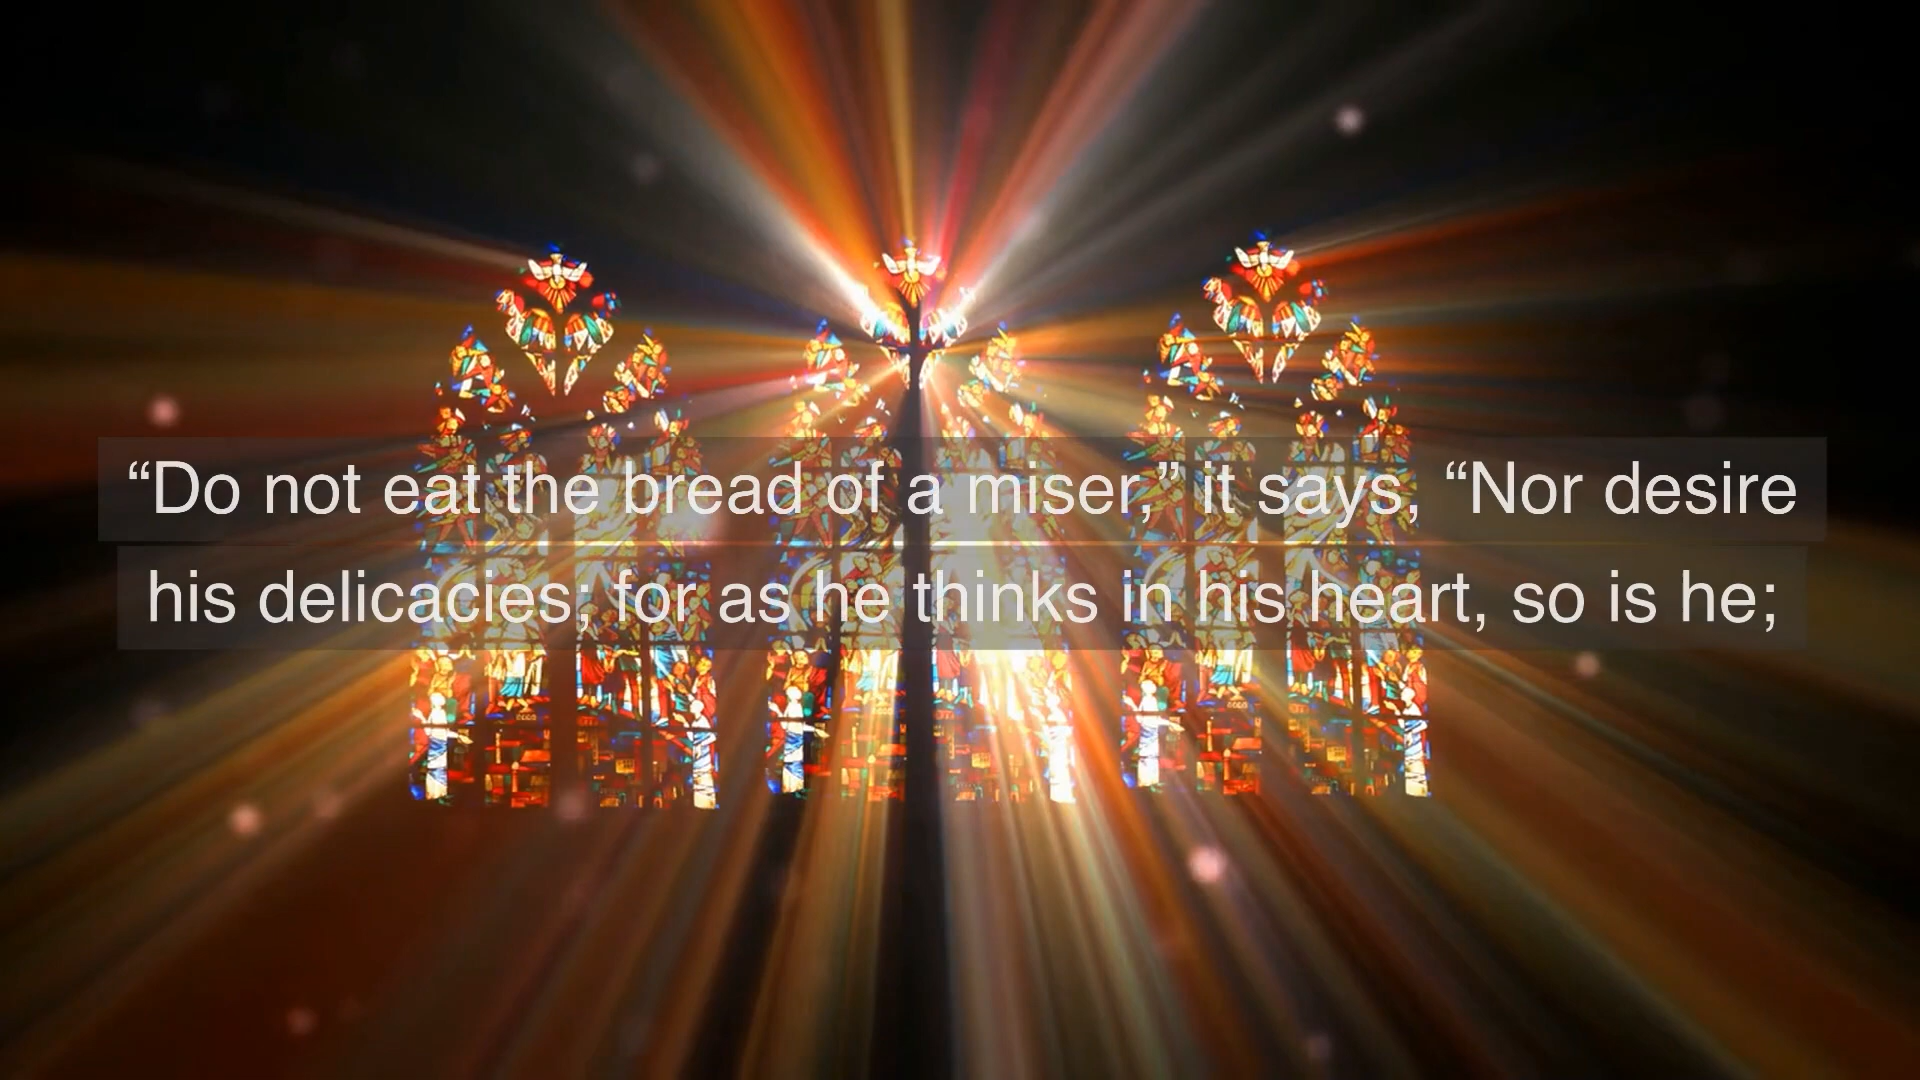 “Do not eat the bread of a miser,” it says, “Nor desire
his delicacies; for as he thinks in his heart, so is he;